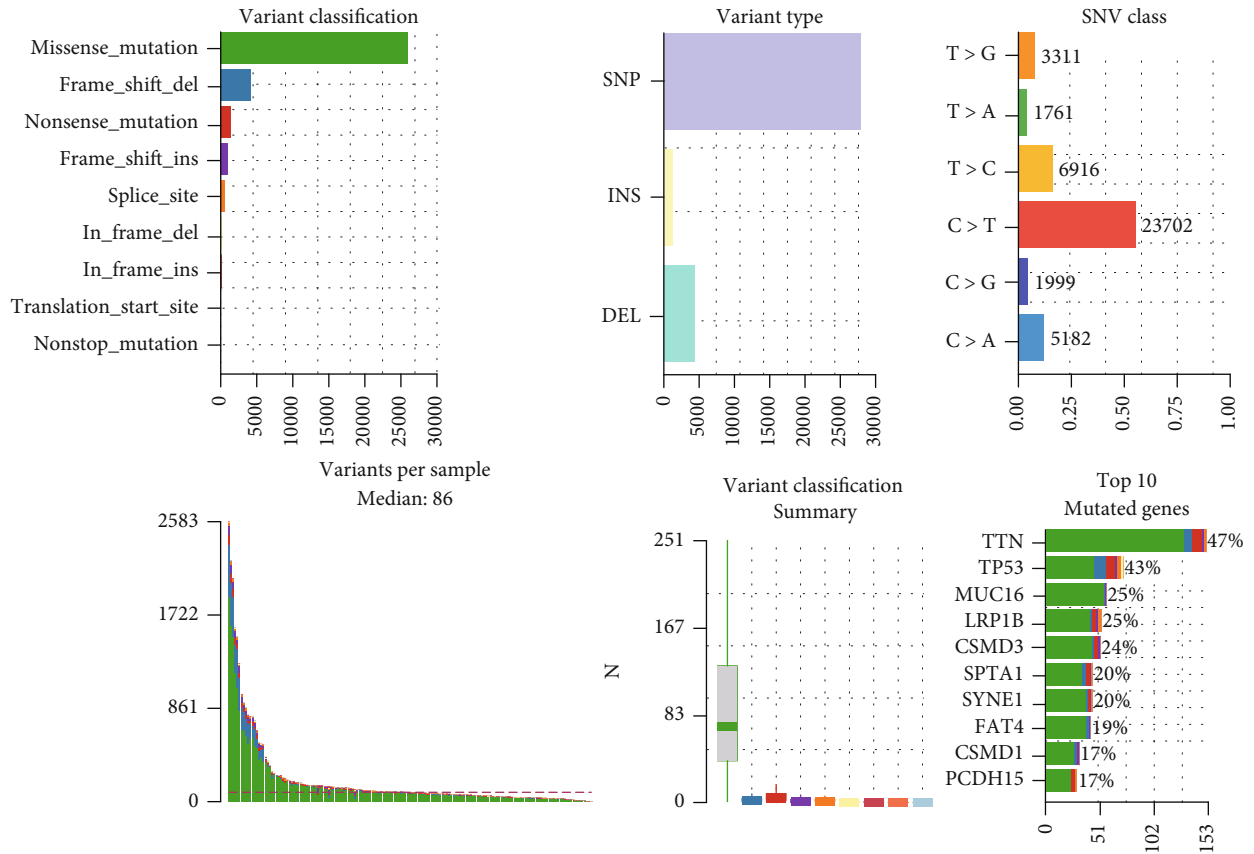 Variant classification
Missense_mutation
Frame_shift_del
Nonsense_mutation
Frame_shift_ins
Splice_site
In_frame_del
In_frame_ins
Translation_start_site
Nonstop_mutation
0
5000
10000
15000
20000
25000
30000
Variant type
SNP
INS
DEL
0
5000
10000
15000
20000
25000
30000
SNV class
T > G
3311
T > A
1761
T > C
6916
C > T
23702
C > G
1999
C > A
5182
0.00
0.25
0.50
0.75
1.00
Variants per sample
Median: 86
2583
1722
861
0
Variant classification
Summary
N
251
167
83
0
Top 10
Mutated genes
TTN
47%
TP53
43%
MUC16
25%
LRP1B
25%
CSMD3
24%
SPTA1
20%
SYNE1
20%
FAT4
19%
CSMD1
17%
PCDH15
17%
0
51
102
153